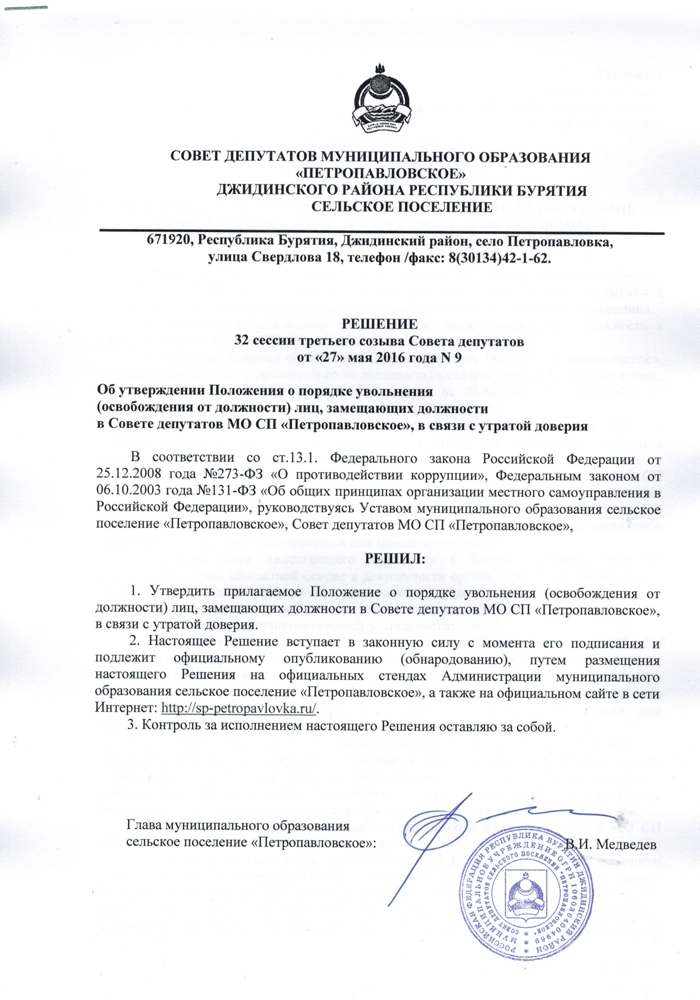 СОВЕТ ДЕПУТАТОВ МУНИЦИПАЛЬНОГО ОБРАЗОВАНИЯ
«ПЕТРОПАВЛОВСКОЕ»
ДЖИДИНСКОГО РАЙОНА РЕСПУБЛИКИ БУРЯТИЯ
СЕЛЬСКОЕ ПОСЕЛЕНИЕ
671920, Республика Бурятия, Джидинский район, село Петропавловка,
улица Свердлова 18, телефон /факс: 8(30134)42-1-62.
РЕШЕНИЕ
32 сессии третьего созыва Совета депутатов
от «27» мая 2016 года N 9
Об утверждении Положения о порядке увольнения
(освобождения от должности) лиц, замещающих должности
в Совете депутатов МО СП «Петропавловское», в связи с утратой доверия
В соответствии со ст.13.1. Федерального закона Российской Федерации от
25.12.2008 года №273-ФЗ «О противодействии коррупции», Федеральным законом от
06.10.2003 года №131-ФЗ «Об общих принципах организации местного самоуправления в
Российской Федерации», руководствуясь Уставом муниципального образования сельское
поселение «Петропавловское», Совет депутатов МО СП «Петропавловское»,
РЕШИЛ:
1. Утвердить прилагаемое Положение о порядке увольнения (освобождения от
должности) лиц, замещающих должности в Совете депутатов МО СП «Петропавловское»,
в связи с утратой доверия.
2. Настоящее Решение вступает в законную силу с момента его подписания и
подлежит официальному опубликованию (обнародованию), путем размещения
настоящего Решения на официальных стендах Администрации муниципального
образования сельское поселение «Петропавловское», а также на официальном сайте в сети
Интернет: http://sp-petropavlovka.ru/.
3. Контроль за исполнением настоящего Решения оставляю за собой.
Глава муниципального образования
сельское поселение «Петропавловское»:
В.И. Медведев
РОССИЙСКАЯ ФЕДЕРАЦИЯ РЕСПУБЛИКА БУРЯТИЯ ДЖИДИНСКИЙ РАЙОН *
МУНИЦИПАЛЬНОЕ УЧРЕЖДЕНИЕ ОГРН 1060304004969 *
СОВЕТ ДЕПУТАТОВ СЕЛЬСКОГО ПОСЕЛЕНИЯ "ПЕТРОПАВЛОВСКОЕ" *